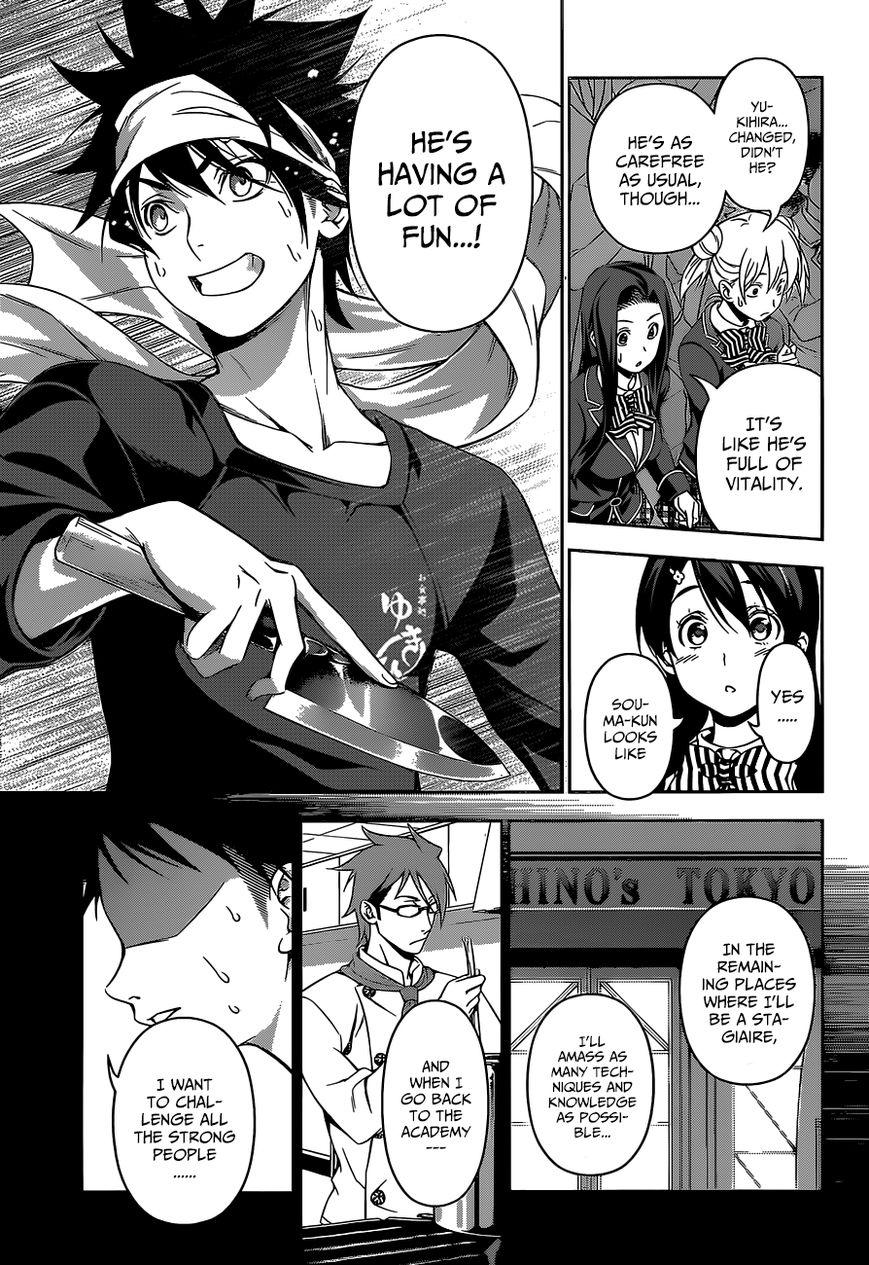 YU-
KIHIRA...
CHANGED,
DIDN'T
HE?
HE'S AS
CAREFREE
AS USUAL,
THOUGH...
IT'S
LIKE HE'S
FULL OF
VITALITY.
YES
......
SOU-
MA-KUN
LOOKS
LIKE
HE'S
HAVING A
LOT OF
FUN...!
ゆき
HINO's TOKYO
IN THE
REMAIN-
ING PLACES
WHERE I'LL
BE A STA-
GIAIRE,
I'LL
AMASS AS
MANY TECH-
NIQUES AND
KNOWLEDGE
AS POSSI-
BLE...
AND
WHEN I
GO BACK
TO THE
ACADEMY
---
I WANT
TO CHAL-
LENGE ALL
THE STRONG
PEOPLE
......